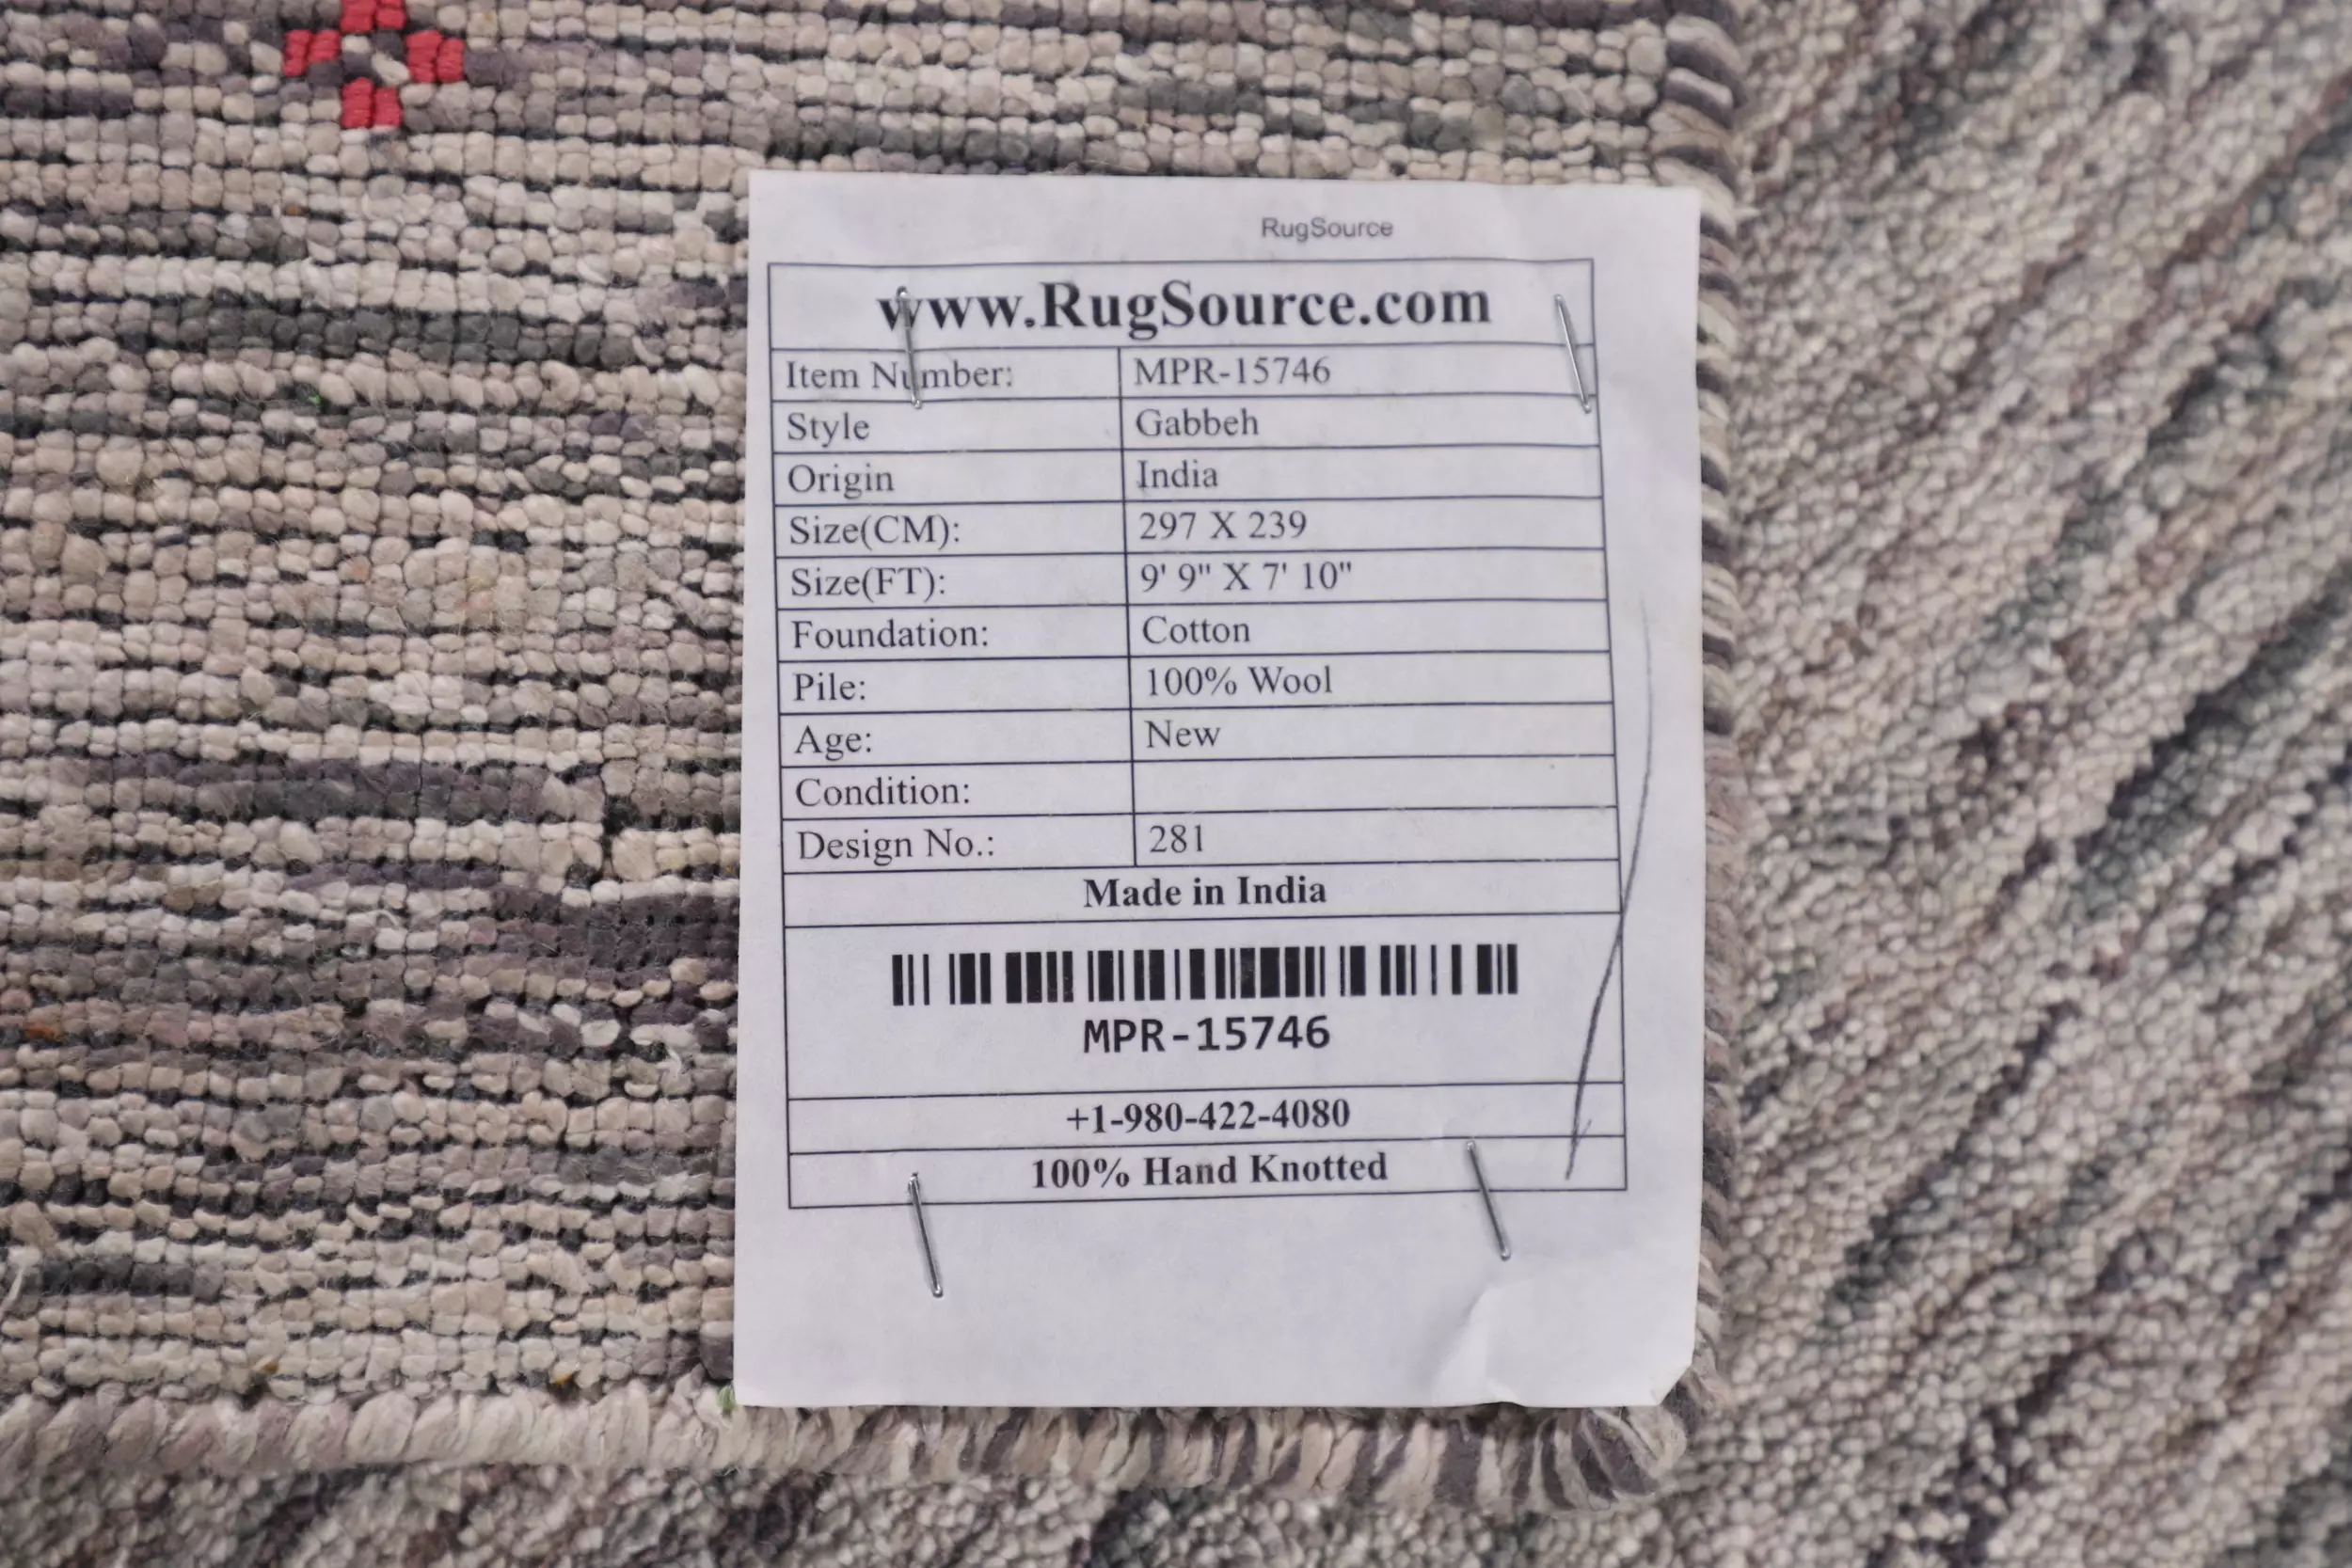 RugSource
www.RugSource.com
Item Number: MPR-15746
Style Gabbeh
Origin India
Size(CM): 297 X 239
Size(FT): 9' 9" X 7' 10"
Foundation: Cotton
Pile: 100% Wool
Age: New
Condition:
Design No.: 281
Made in India
MPR-15746
+1-980-422-4080
100% Hand Knotted